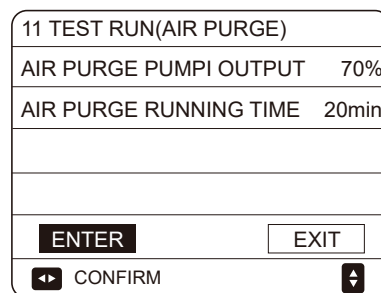 11 TEST RUN(AIR PURGE)
AIR PURGE PUMPI OUTPUT 70%
AIR PURGE RUNNING TIME 20min
ENTER EXIT
CONFIRM